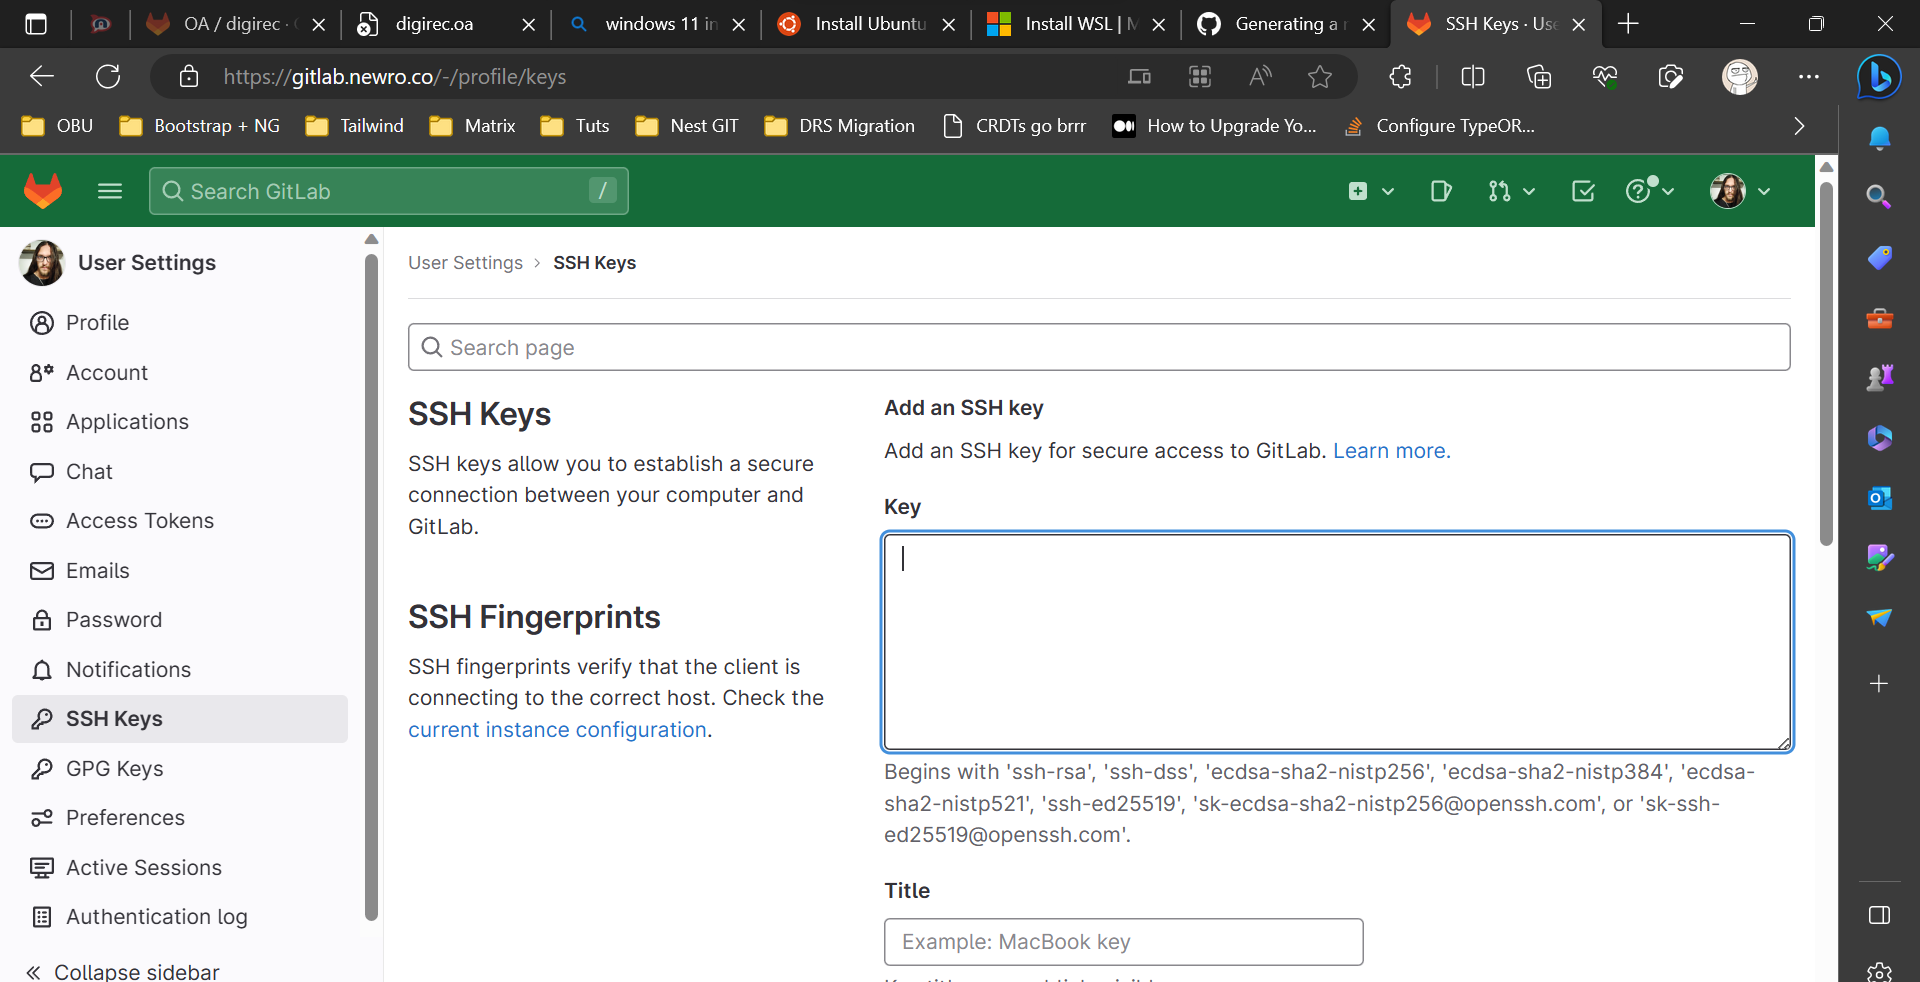 OA / digirec ·
digirec.oa
windows 11 in
Install Ubuntu
Install WSL | M
Generating a n
SSH Keys · Use
https://gitlab.newro.co/-/profile/keys
OBU
Bootstrap + NG
Tailwind
Matrix
Tuts
Nest GIT
DRS Migration
CRDTs go brrr
How to Upgrade Yo...
Configure TypeOR...
Search GitLab
/
User Settings
Profile
Account
Applications
Chat
Access Tokens
Emails
Password
Notifications
SSH Keys
GPG Keys
Preferences
Active Sessions
Authentication log
Collapse sidebar
User Settings › SSH Keys
Search page
SSH Keys
SSH keys allow you to establish a secure
connection between your computer and
GitLab.
SSH Fingerprints
SSH fingerprints verify that the client is
connecting to the correct host. Check the
current instance configuration.
Add an SSH key
Add an SSH key for secure access to GitLab. Learn more.
Key
Begins with 'ssh-rsa', 'ssh-dss', 'ecdsa-sha2-nistp256', 'ecdsa-sha2-nistp384', 'ecdsa-
sha2-nistp521', 'ssh-ed25519', 'sk-ecdsa-sha2-nistp256@openssh.com', or 'sk-ssh-
ed25519@openssh.com'.
Title
Example: MacBook key